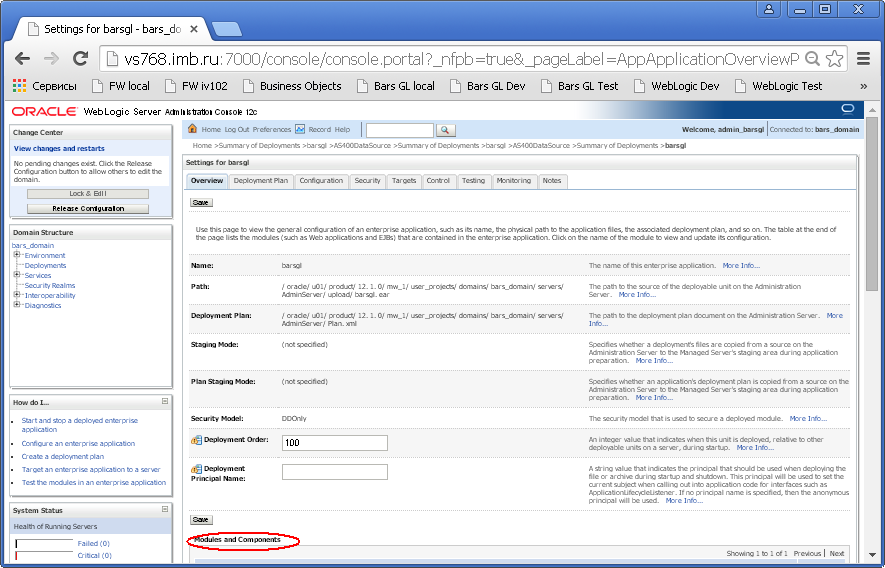 Settings for barsgl - bars_do
vs768.imb.ru:7000/console/console.portal?_nfpb=true&_pageLabel=AppApplicationOverviewP
Сервисы FW local FW iv102 Business Objects Bars GL local Bars GL Dev Bars GL Test WebLogic Dev WebLogic Test »
ORACLE WebLogic Server Administration Console 12c
Change Center
View changes and restarts
No pending changes exist. Click the Release
Configuration button to allow others to edit the
domain.
Lock & Edit
Release Configuration
Domain Structure
bars_domain
Environment
Deployments
Services
Security Realms
Interoperability
Diagnostics
How do I...
Start and stop a deployed enterprise
application
Configure an enterprise application
Create a deployment plan
Target an enterprise application to a server
Test the modules in an enterprise application
System Status
Health of Running Servers
Failed (0)
Critical (0)
Home Log Out Preferences Record Help
Welcome, admin_barsgl Connected to: bars_domain
Home >Summary of Deployments >barsgl >AS400DataSource >Summary of Deployments >barsgl >AS400DataSource >Summary of Deployments >barsgl
Settings for barsgl
Overview Deployment Plan Configuration Security Targets Control Testing Monitoring Notes
Save
Use this page to view the general configuration of an enterprise application, such as its name, the physical path to the application files, the associated deployment plan, and so on. The table at the end
of the page lists the modules (such as Web applications and EJBs) that are contained in the enterprise application. Click on the name of the module to view and update its configuration.
Name: barsgl The name of this enterprise application. More Info...
Path: / oracle/ u01/ product/ 12. 1. 0/ mw_1/ user_projects/ domains/ bars_domain/ servers/ The path to the source of the deployable unit on the Administration
AdminServer/ upload/ barsgl. ear Server. More Info...
Deployment Plan: / oracle/ u01/ product/ 12. 1. 0/ mw_1/ user_projects/ domains/ bars_domain/ servers/ The path to the deployment plan document on the Administration Server. More
AdminServer/ Plan. xml Info...
Staging Mode: (not specified) Specifies whether a deployment's files are copied from a source on the
Administration Server to the Managed Server's staging area during application
preparation. More Info...
Plan Staging Mode: (not specified) Specifies whether an application's deployment plan is copied from a source on the
Administration Server to the Managed Server's staging area during application
preparation. More Info...
Security Model: DDOnly The security model that is used to secure a deployed module. More Info...
Deployment Order: 100 An integer value that indicates when this unit is deployed, relative to other
deployable units on a server, during startup. More Info...
Deployment
Principal Name: A string value that indicates the principal that should be used when deploying the
file or archive during startup and shutdown. This principal will be used to set the
current subject when calling out into application code for interfaces such as
ApplicationLifecycleListener. If no principal name is specified, then the anonymous
principal will be used. More Info...
Save
Modules and Components
Showing 1 to 1 of 1 Previous | Next